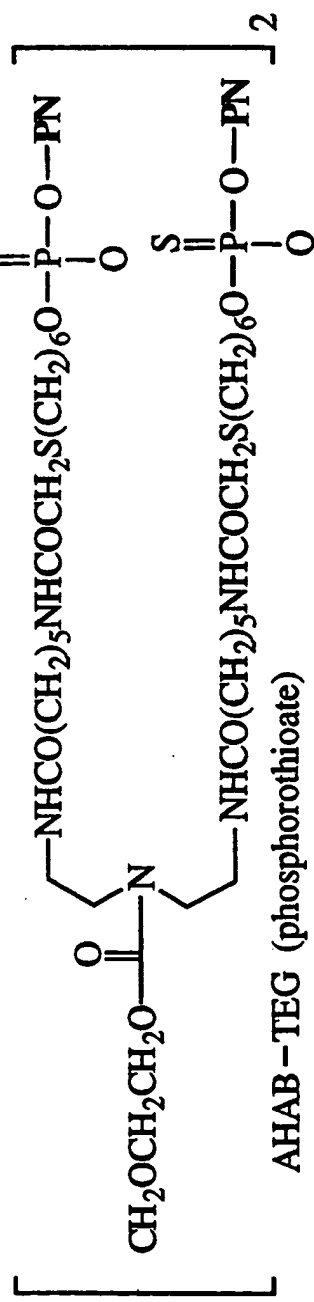 NHCO(CH₂)₅NHCOCH₂S(CH₂)₆O—P—O—PN
O
O
CH₂OCH₂CH₂O N
S
NHCO(CH₂)₅NHCOCH₂S(CH₂)₆O—P—O—PN
O
2
AHAB-TEG (phosphorothioate)